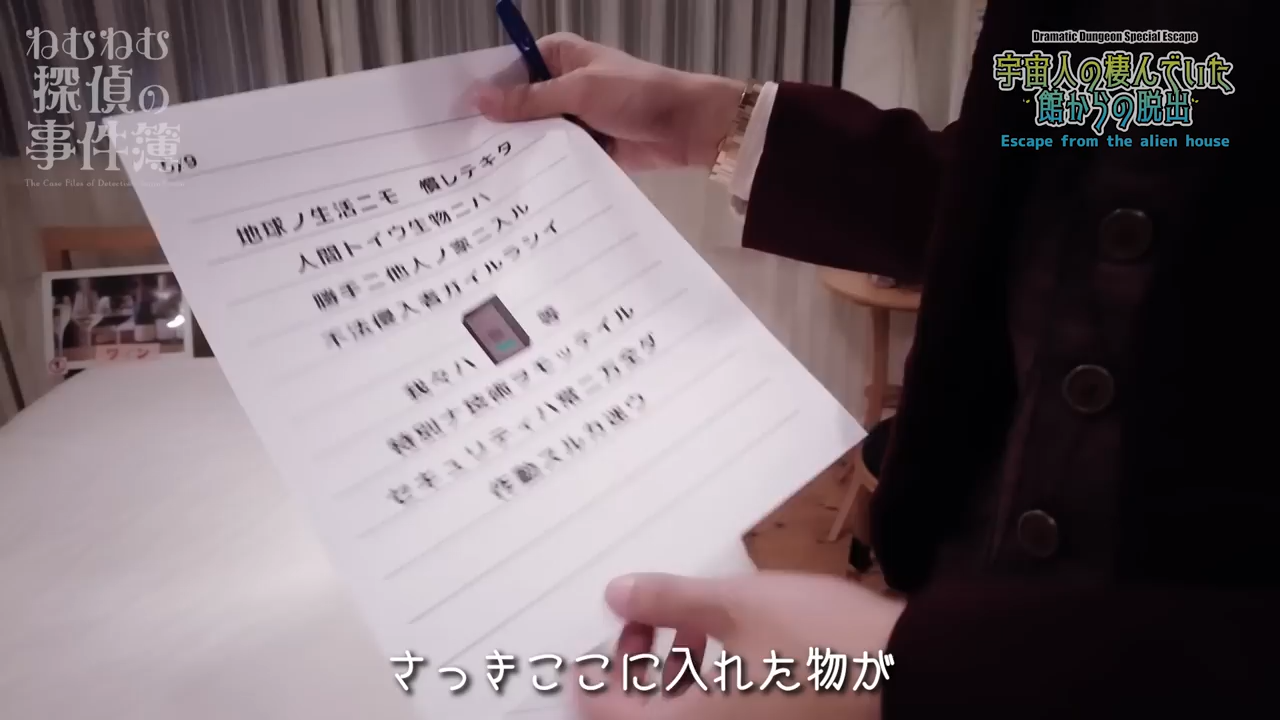 ねむねむ
探偵の
事件簿
Dramatic Dungeon Special Escape
宇宙人の棲んでいた
館からの脱出
Escape from the alien house
地球ノ生活ニモ 慣レテキタ
人間トイウ生物ニハ
勝手ニ他人ノ家ニ入ル
不法侵入者ガイルラシイ
我々ハ 等
特別ナ技術ヲモッテイル
セキュリティハ常ニ万全ダ
作動スルカ迷ウ
ワイン
さっきここに入れた物が